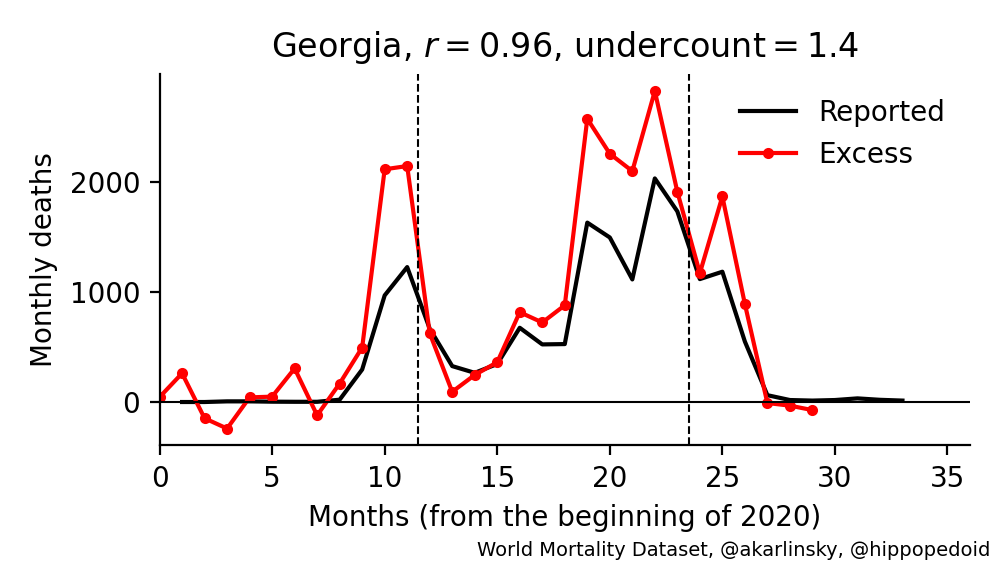 Georgia, r = 0.96, undercount = 1.4
Reported
Excess
Monthly deaths
2000
1000
0
0 5 10 15 20 25 30 35
Months (from the beginning of 2020)
World Mortality Dataset, @akarlinsky, @hippopedoid